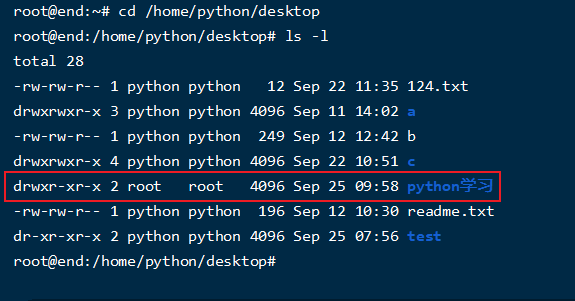 root@end:~# cd /home/python/desktop
root@end:/home/python/desktop# ls -l
total 28
-rw-rw-r-- 1 python python   12 Sep 22 11:35 124.txt
drwxrwxr-x 3 python python 4096 Sep 11 14:02 a
-rw-rw-r-- 1 python python  249 Sep 12 12:42 b
drwxrwxr-x 4 python python 4096 Sep 22 10:51 c
drwxr-xr-x 2 root   root   4096 Sep 25 09:58 python学习
-rw-rw-r-- 1 python python  196 Sep 12 10:30 readme.txt
dr-xr-xr-x 2 python python 4096 Sep 25 07:56 test
root@end:/home/python/desktop#